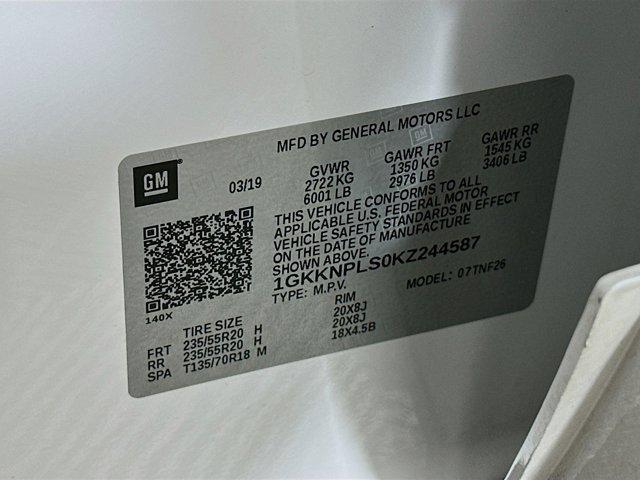 MFD BY GENERAL MOTORS LLC
GM
03/19
GVWR GAWR FRT GAWR RR
2722 KG 1350 KG 1545 KG
6001 LB 2976 LB 3406 LB
THIS VEHICLE CONFORMS TO ALL
APPLICABLE U.S. FEDERAL MOTOR
VEHICLE SAFETY STANDARDS IN EFFECT
ON THE DATE OF MANUFACTURE
SHOWN ABOVE.
1GKKNPLS0KZ244587
TYPE: M.P.V. MODEL: 07TNF26
140X
TIRE SIZE RIM
FRT 235/55R20 H 20X8J
RR 235/55R20 H 20X8J
SPA T135/70R18 M 18X4.5B